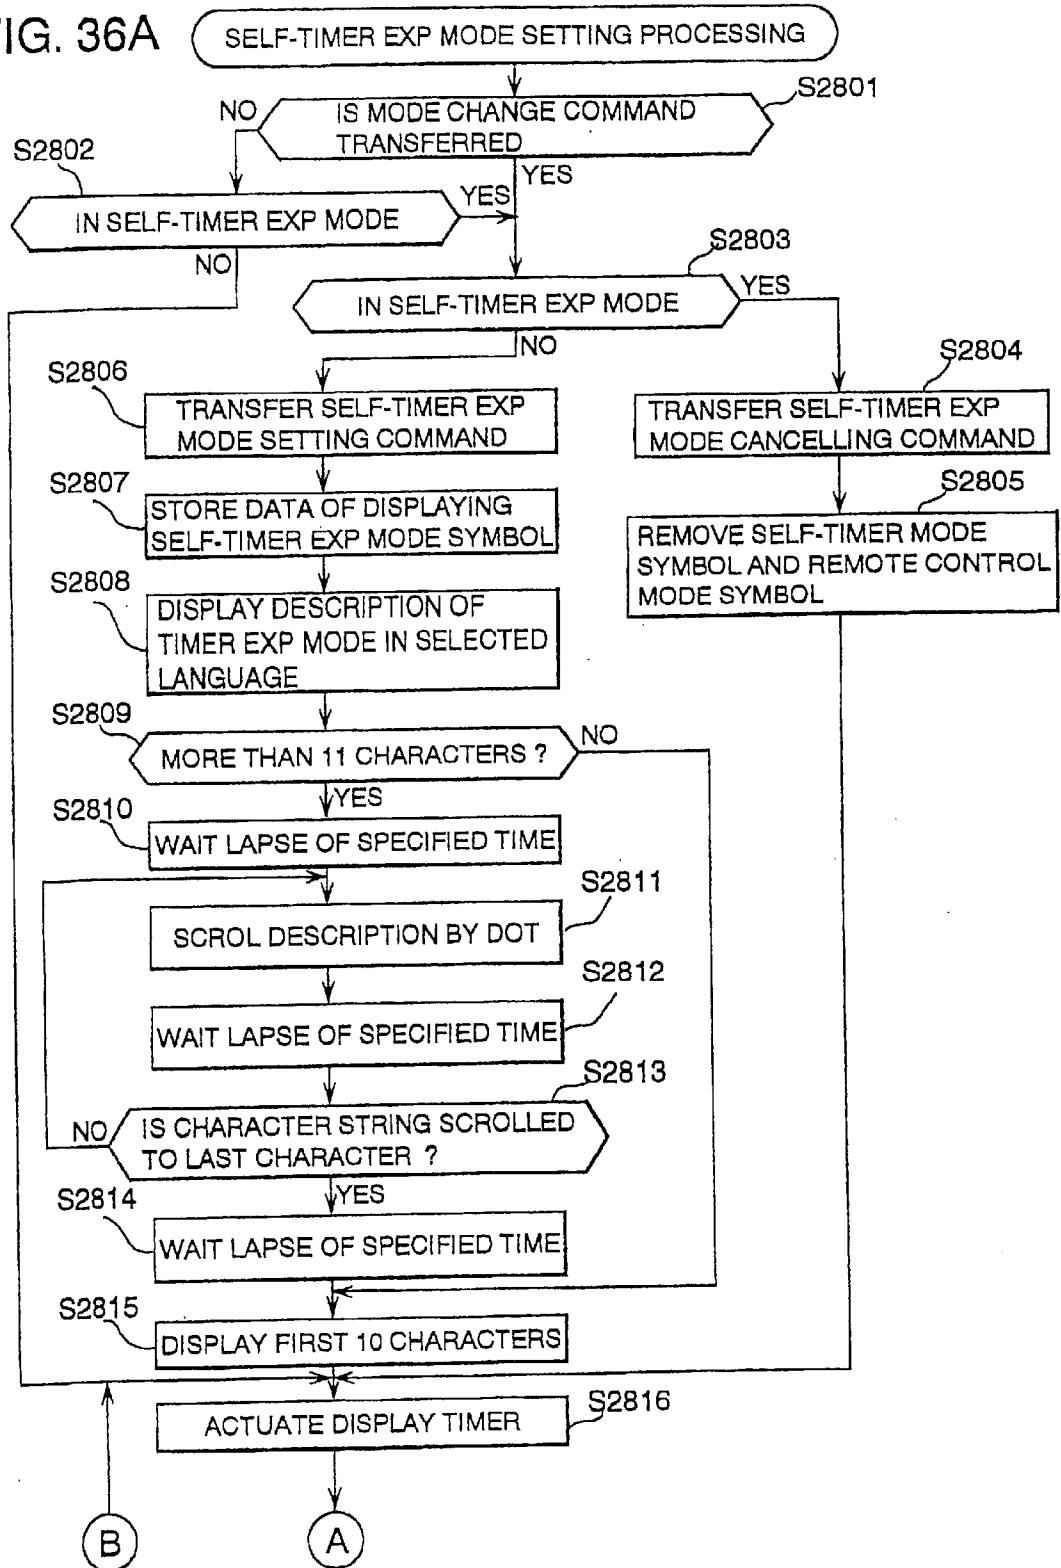 FIG. 36A
SELF-TIMER EXP MODE SETTING PROCESSING
S2801
NO
IS MODE CHANGE COMMAND
TRANSFERRED
YES
S2802
IN SELF-TIMER EXP MODE
YES
NO
S2803
IN SELF-TIMER EXP MODE
YES
NO
S2804
TRANSFER SELF-TIMER EXP
MODE CANCELLING COMMAND
S2805
REMOVE SELF-TIMER MODE
SYMBOL AND REMOTE CONTROL
MODE SYMBOL
S2806
TRANSFER SELF-TIMER EXP
MODE SETTING COMMAND
S2807
STORE DATA OF DISPLAYING
SELF-TIMER EXP MODE SYMBOL
S2808
DISPLAY DESCRIPTION OF
TIMER EXP MODE IN SELECTED
LANGUAGE
S2809
MORE THAN 11 CHARACTERS ?
NO
YES
S2810
WAIT LAPSE OF SPECIFIED TIME
S2811
SCROL DESCRIPTION BY DOT
S2812
WAIT LAPSE OF SPECIFIED TIME
S2813
NO
IS CHARACTER STRING SCROLLED
TO LAST CHARACTER ?
YES
S2814
WAIT LAPSE OF SPECIFIED TIME
S2815
DISPLAY FIRST 10 CHARACTERS
S2816
ACTUATE DISPLAY TIMER
B
A